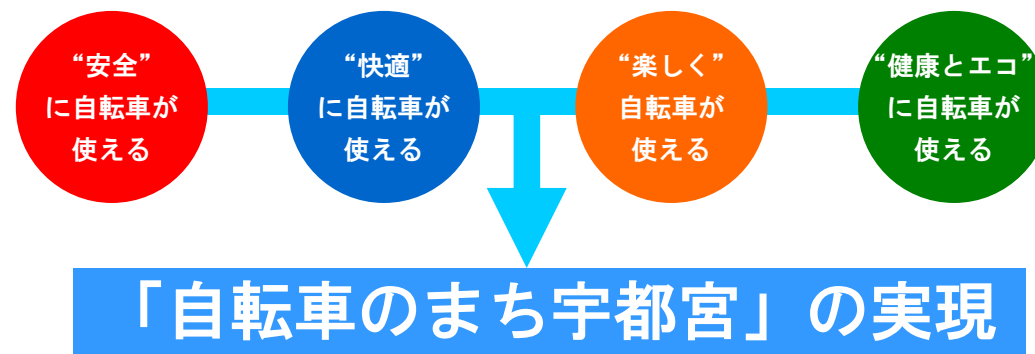 “安全”
に自転車が
使える
“快適”
に自転車が
使える
“楽しく”
自転車が
使える
“健康とエコ”
に自転車が
使える
「自転車のまち宇都宮」の実現